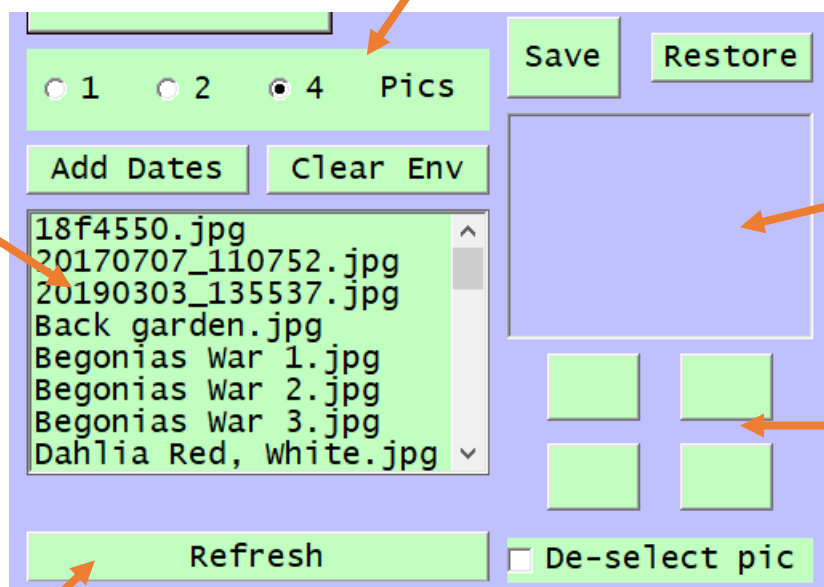 Save Restore
1 2 4 Pics
Add Dates Clear Env
18f4550.jpg
20170707_110752.jpg
20190303_135537.jpg
Back garden.jpg
Begonias War 1.jpg
Begonias War 2.jpg
Begonias War 3.jpg
Dahlia Red, White.jpg
Refresh
De-select pic